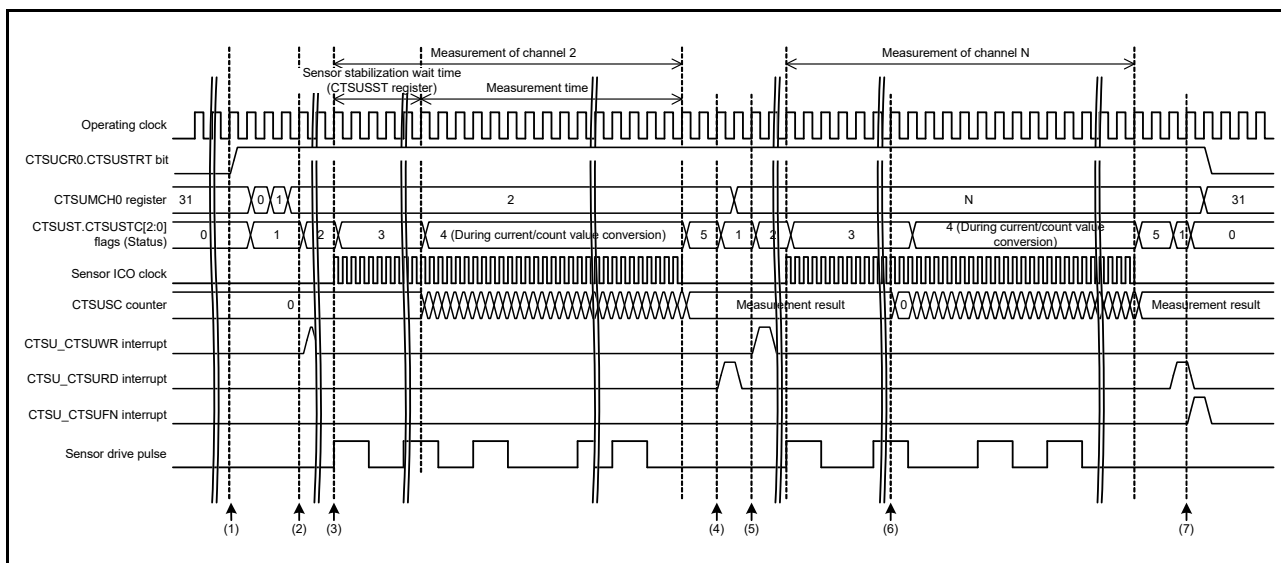 Measurement of channel 2
Measurement of channel N
Sensor stabilization wait time
(CTSUSST register)
Measurement time
Operating clock
CTSUCR0.CTSUSTRT bit
CTSUMCH0 register
31 0 1 2 N 31
CTSUST.CTSUSTC[2:0]
flags (Status)
0 1 2 3 4 (During current/count value conversion) 5 1 2 3 4 (During current/count value
conversion) 5 1 0
Sensor ICO clock
CTSUSC counter
0 Measurement result 0 Measurement result
CTSU_CTSUWR interrupt
CTSU_CTSURD interrupt
CTSU_CTSUFN interrupt
Sensor drive pulse
(1) (2) (3) (4) (5) (6) (7)